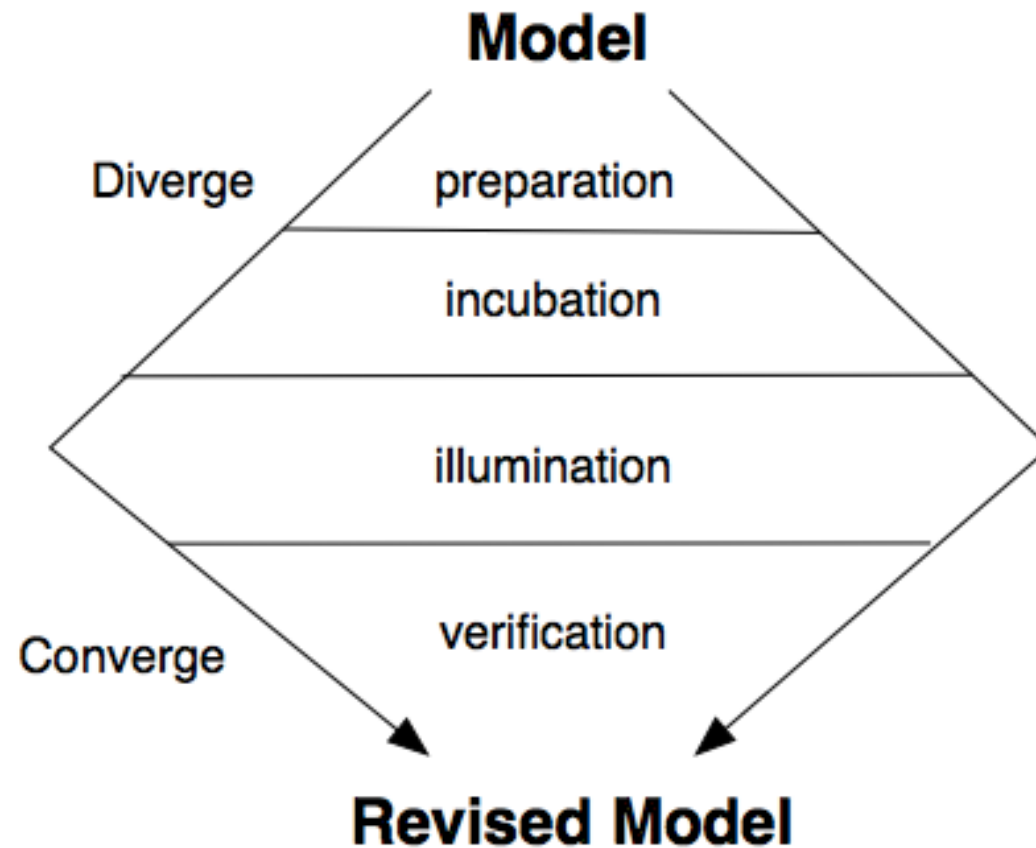 Model
Diverge
preparation
incubation
illumination
verification
Converge
Revised Model